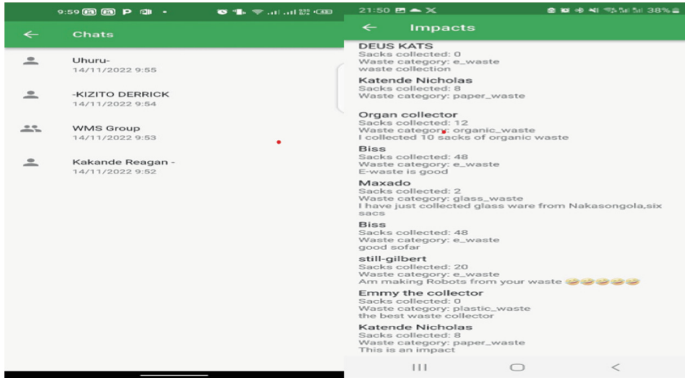 9:59
Chats
Uhuru-
14/11/2022 9:55
-KIZITO DERRICK
14/11/2022 9:54
WMS Group
14/11/2022 9:53
Kakande Reagan -
14/11/2022 9:52
21:50
38%
Impacts
DEUS KATS
Sacks collected: 0
Waste category: e_waste
waste collection
Katende Nicholas
Sacks collected: 8
Waste category: paper_waste
Organ collector
Sacks collected: 12
Waste category: organic_waste
I collected 10 sacks of organic waste
Biss
Sacks collected: 48
Waste category: e_waste
E-waste is good
Maxado
Sacks collected: 2
Waste category: glass_waste
I have just collected glass ware from Nakasongola,six
sacs
Biss
Sacks collected: 48
Waste category: e_waste
good sofar
still-gilbert
Sacks collected: 20
Waste category: e_waste
Am making Robots from your waste 🤣🤣🤣🤣🤣
Emmy the collector
Sacks collected: 0
Waste category: plastic_waste
the best waste collector
Katende Nicholas
Sacks collected: 8
Waste category: paper_waste
This is an impact